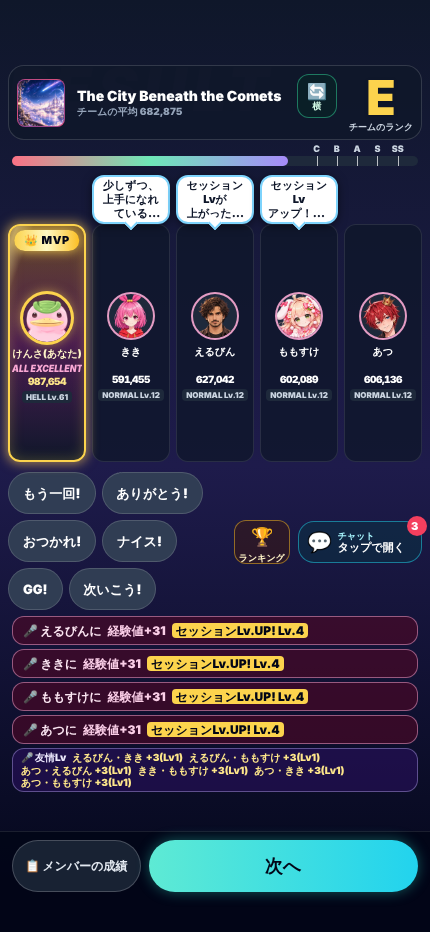 The City Beneath the Comets
チームの平均 682,875
横
E
チームのランク
C B A S SS
少しずつ、
上手になれ
ている…
セッション
Lvが
上がった…
セッション
Lv
アップ！…
MVP
けんさ(あなた)
ALL EXCELLENT
987,654
HELL Lv.61
きき
591,455
NORMAL Lv.12
えるびん
627,042
NORMAL Lv.12
ももすけ
602,089
NORMAL Lv.12
あつ
606,136
NORMAL Lv.12
もう一回!
ありがとう!
おつかれ!
ナイス!
ランキング
チャット
タップで開く
3
GG!
次いこう!
えるびんに 経験値+31 セッションLv.UP! Lv.4
ききに 経験値+31 セッションLv.UP! Lv.4
ももすけに 経験値+31 セッションLv.UP! Lv.4
あつに 経験値+31 セッションLv.UP! Lv.4
友情Lv えるびん・きき +3(Lv1) えるびん・ももすけ +3(Lv1)
あつ・えるびん +3(Lv1) きき・ももすけ +3(Lv1) あつ・きき +3(Lv1)
あつ・ももすけ +3(Lv1)
メンバーの成績
次へ